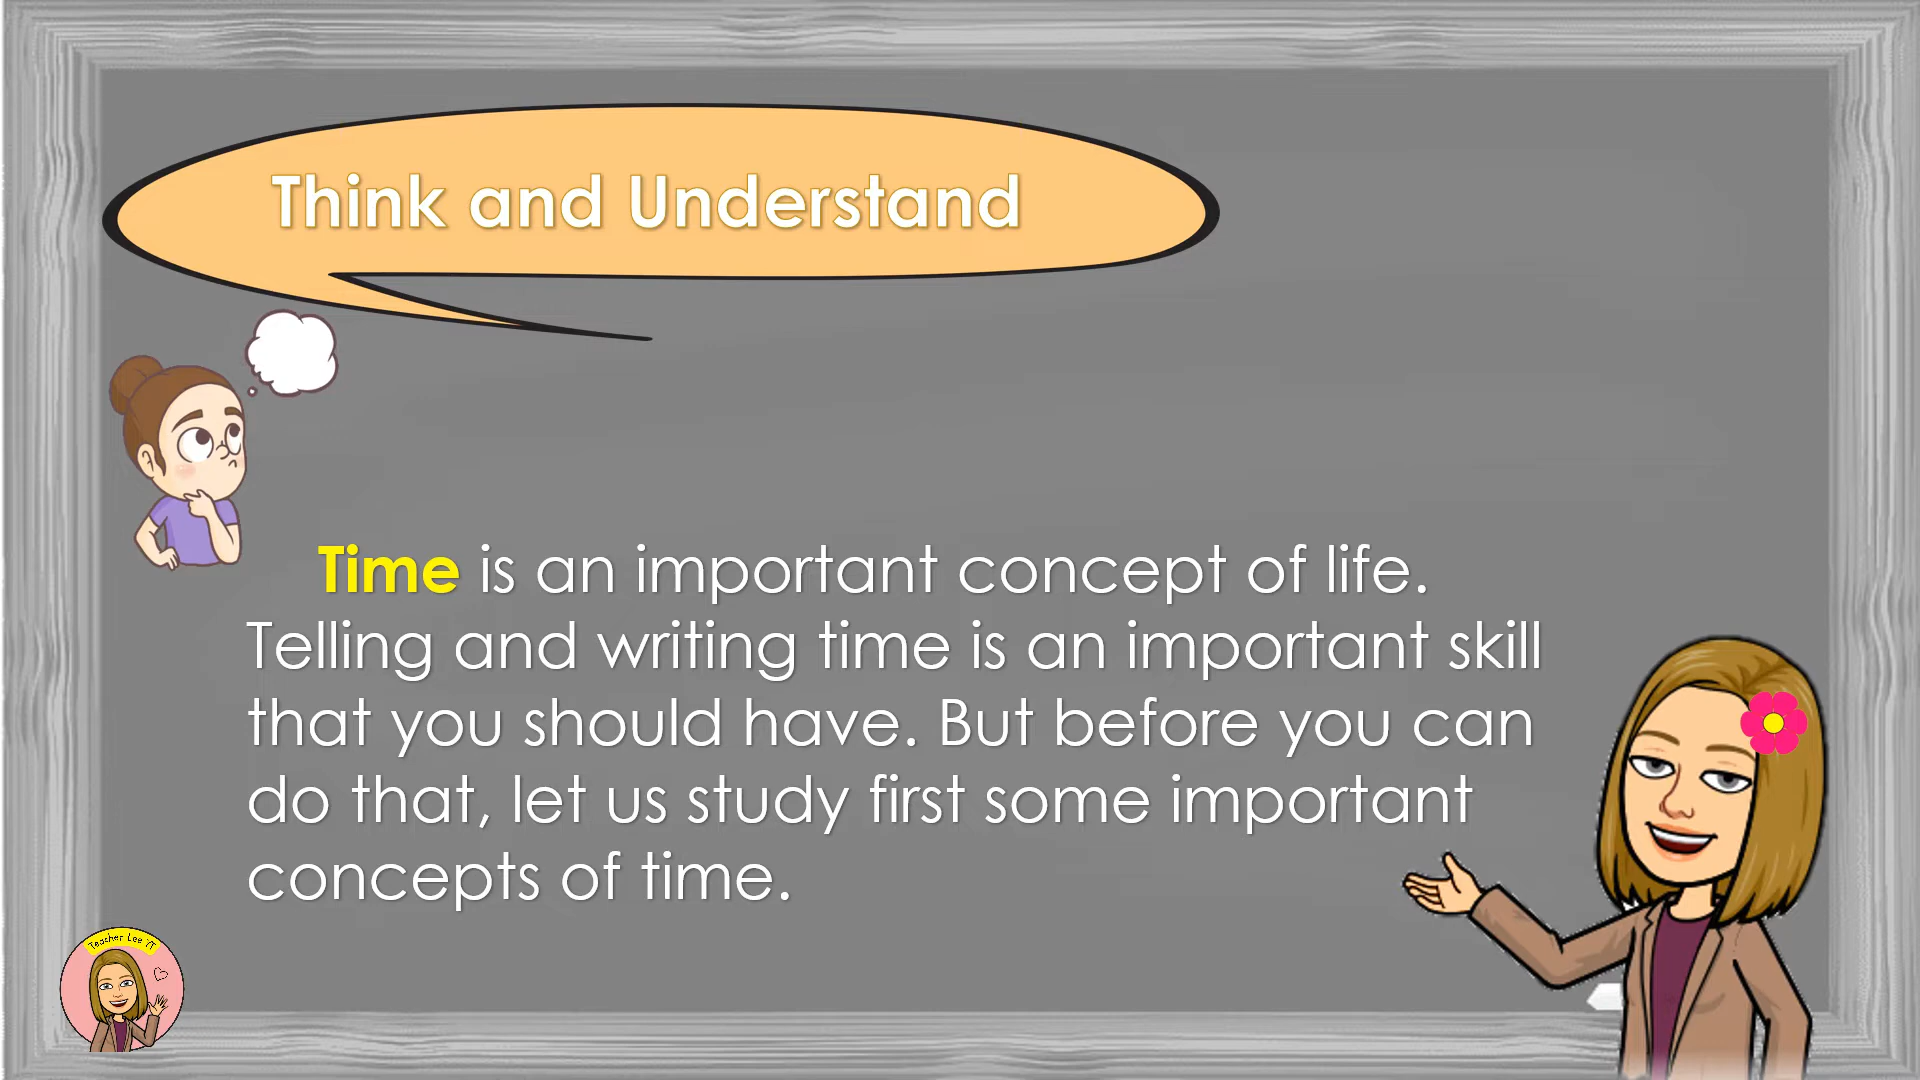 Think and Understand
Time is an important concept of life.
Telling and writing time is an important skill
that you should have. But before you can
do that, let us study first some important
concepts of time.
Teacher Lee YT